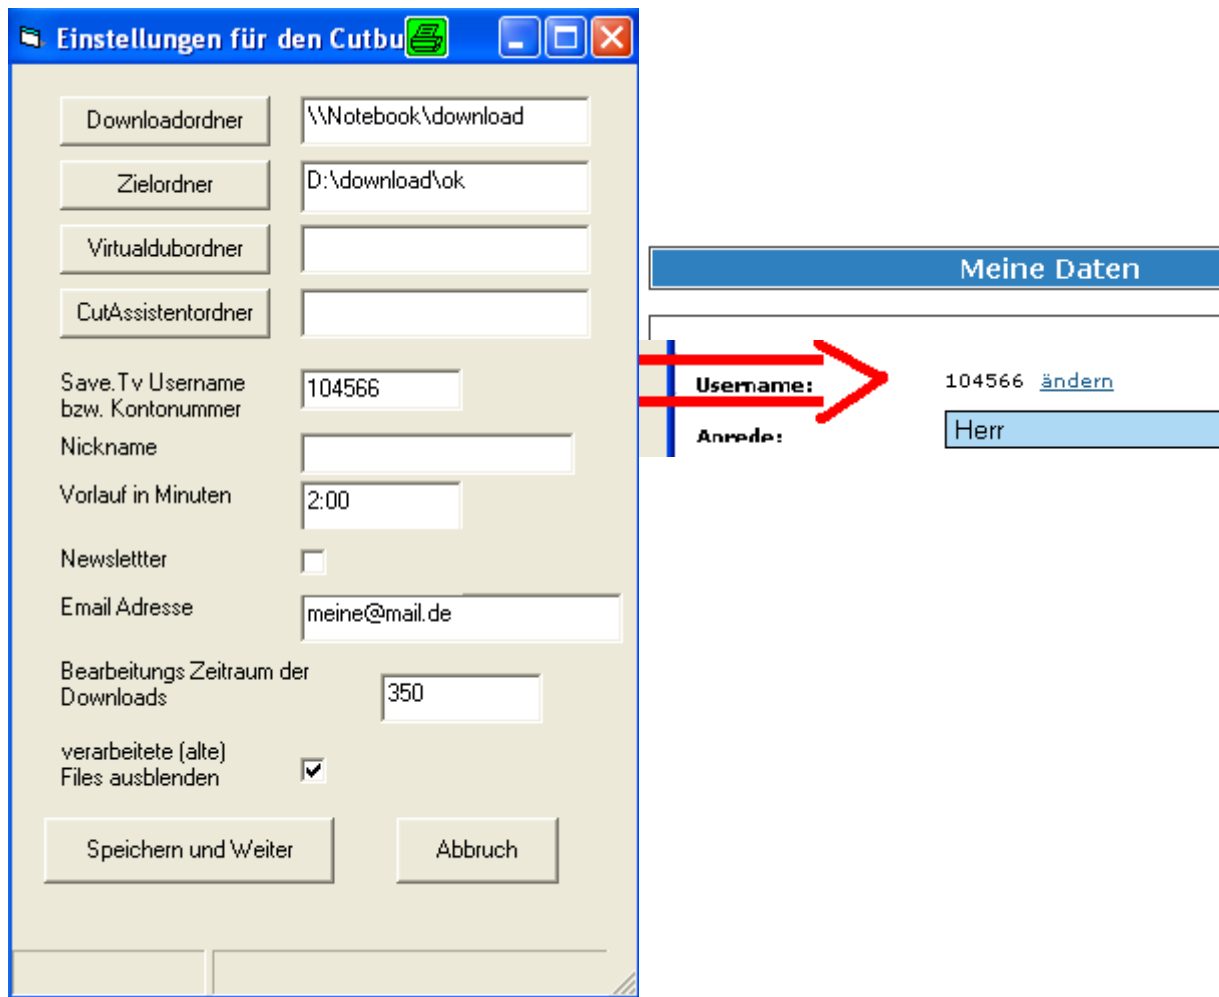 Einstellungen für den Cutbu
Downloadordner
\\Notebook\download
Zielordner
D:\download\ok
Virtualdubordner
CutAssistentordner
Save.Tv Username
bzw. Kontonummer
104566
Nickname
Vorlauf in Minuten
2:00
Newslettter
Email Adresse
meine@mail.de
Bearbeitungs Zeitraum der
Downloads
350
verarbeitete (alte)
Files ausblenden
Speichern und Weiter
Abbruch
Meine Daten
Username:
104566 ändern
Anrede:
Herr